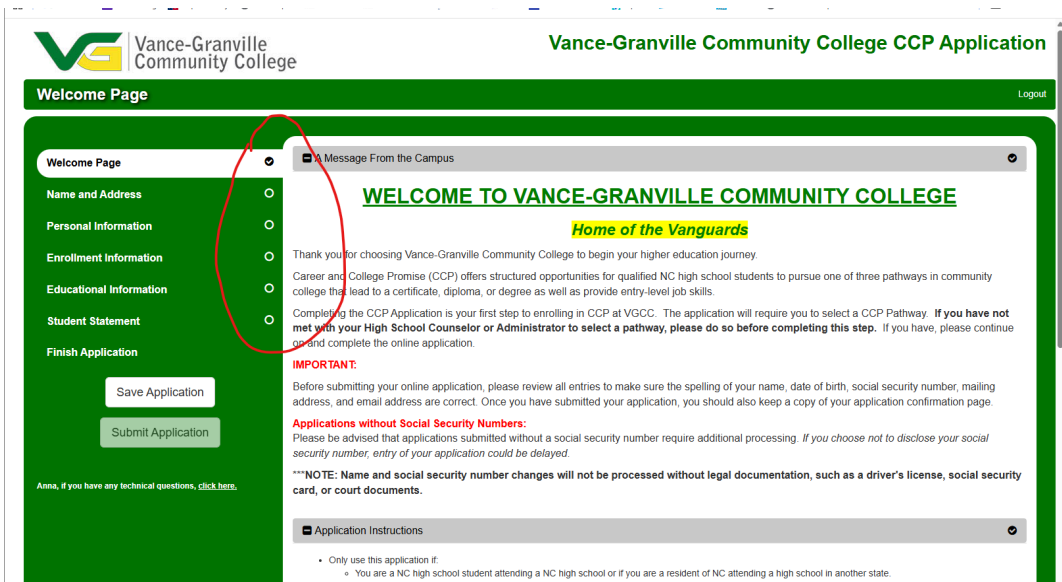 Vance-Granville
Community College
Vance-Granville Community College CCP Application
Welcome Page
Logout
Welcome Page
Name and Address
Personal Information
Enrollment Information
Educational Information
Student Statement
Finish Application
Save Application
Submit Application
Anna, if you have any technical questions, click here.
A Message From the Campus
WELCOME TO VANCE-GRANVILLE COMMUNITY COLLEGE
Home of the Vanguards
Thank you for choosing Vance-Granville Community College to begin your higher education journey.
Career and College Promise (CCP) offers structured opportunities for qualified NC high school students to pursue one of three pathways in community
college that lead to a certificate, diploma, or degree as well as provide entry-level job skills.
Completing the CCP Application is your first step to enrolling in CCP at VGCC. The application will require you to select a CCP Pathway. If you have not
met with your High School Counselor or Administrator to select a pathway, please do so before completing this step. If you have, please continue
on and complete the online application.
IMPORTANT:
Before submitting your online application, please review all entries to make sure the spelling of your name, date of birth, social security number, mailing
address, and email address are correct. Once you have submitted your application, you should also keep a copy of your application confirmation page.
Applications without Social Security Numbers:
Please be advised that applications submitted without a social security number require additional processing. If you choose not to disclose your social
security number, entry of your application could be delayed.
***NOTE: Name and social security number changes will not be processed without legal documentation, such as a driver's license, social security
card, or court documents.
Application Instructions
• Only use this application if:
○ You are a NC high school student attending a NC high school or if you are a resident of NC attending a high school in another state.